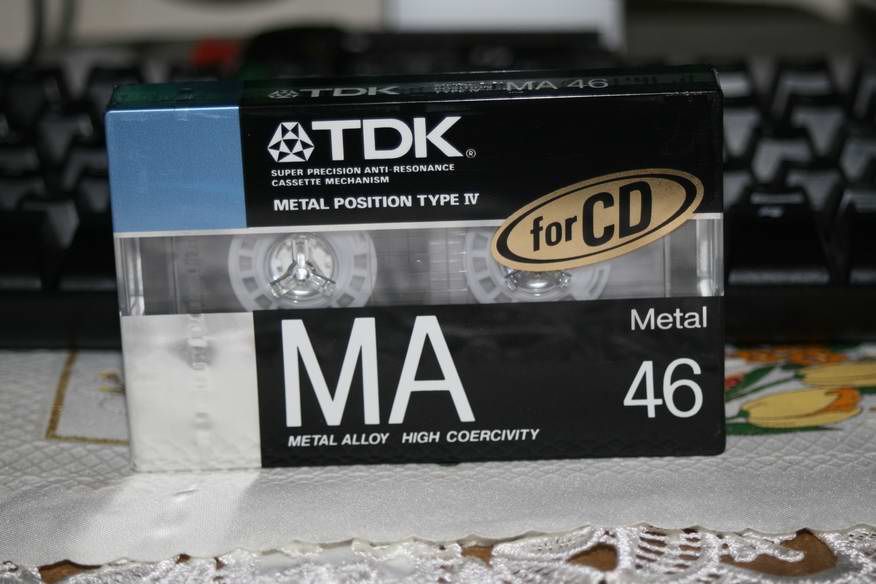 TDK MA 46
TDK®
SUPER PRECISION ANTI-RESONANCE
CASSETTE MECHANISM
METAL POSITION TYPE IV
for CD
Metal
MA 46
METAL ALLOY HIGH COERCIVITY